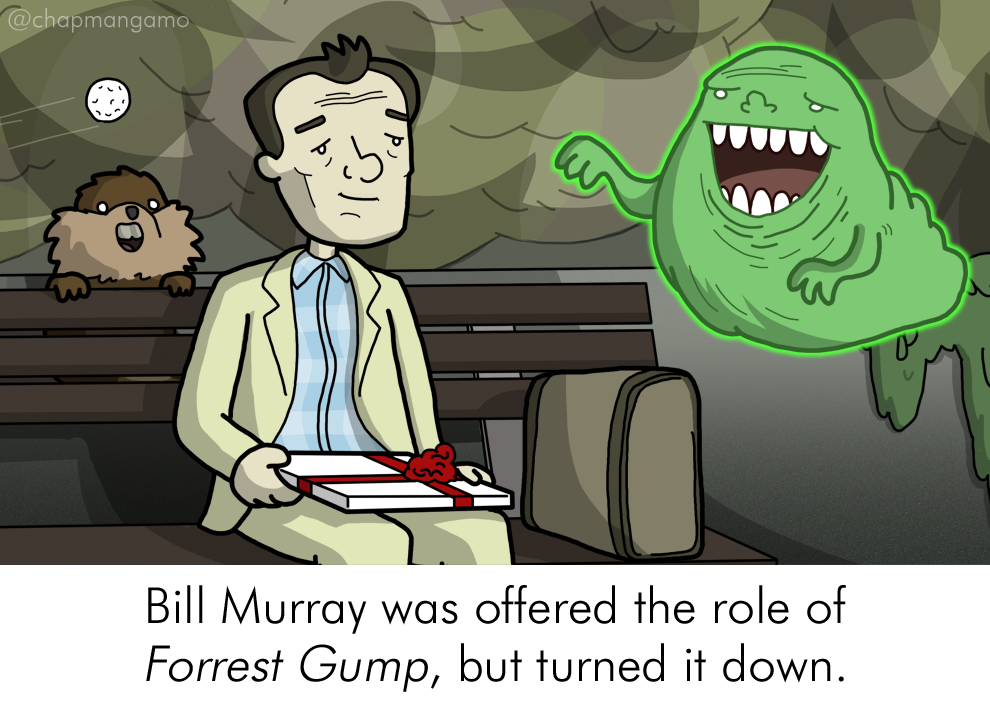 @chapmangamo
Bill Murray was offered the role of
Forrest Gump, but turned it down.